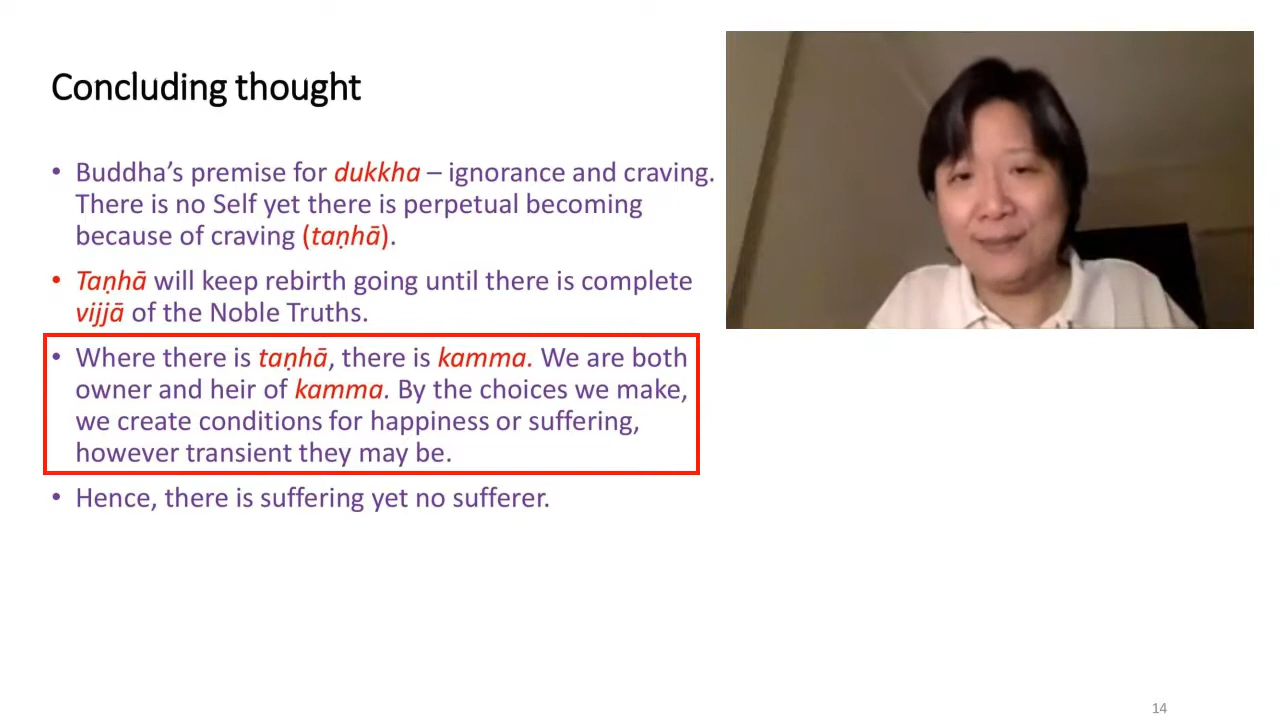 Concluding thought
• Buddha's premise for dukkha – ignorance and craving.
There is no Self yet there is perpetual becoming
because of craving (taṇhā).
• Taṇhā will keep rebirth going until there is complete
vijjā of the Noble Truths.
• Where there is taṇhā, there is kamma. We are both
owner and heir of kamma. By the choices we make,
we create conditions for happiness or suffering,
however transient they may be.
• Hence, there is suffering yet no sufferer.
14